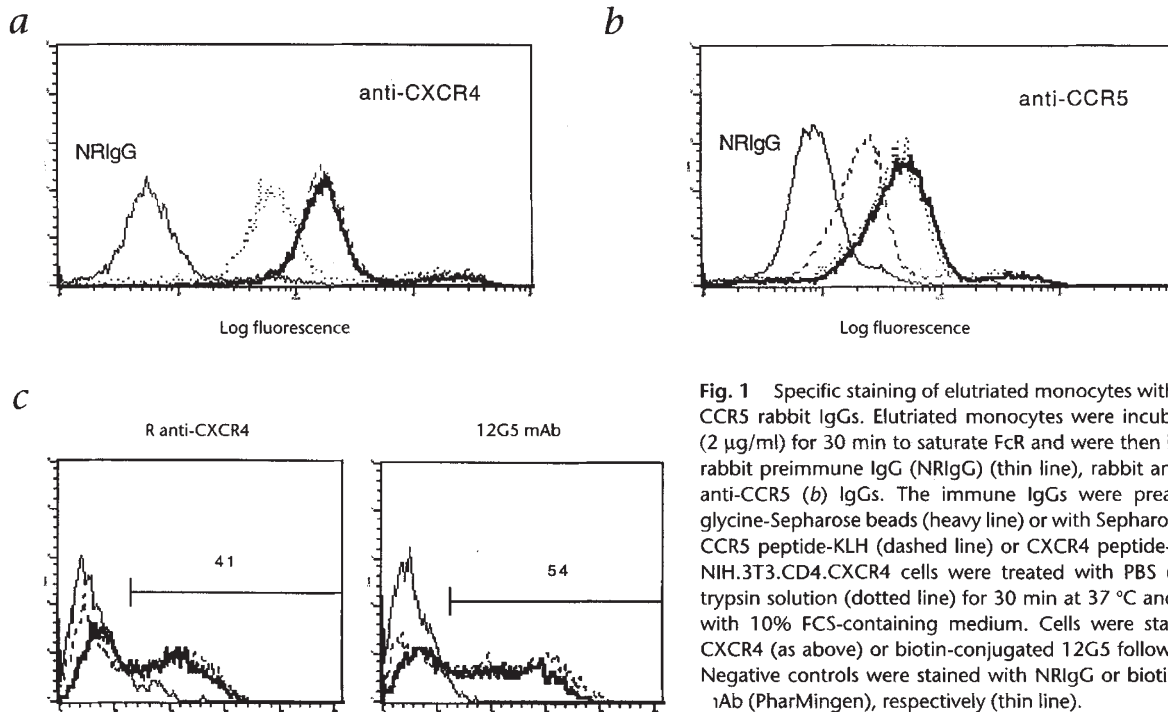 a
b
anti-CXCR4
NRIgG
Log fluorescence
anti-CCR5
NRIgG
Log fluorescence
c
R anti-CXCR4
41
12G5 mAb
54
Fig. 1 Specific staining of elutriated monocytes with
CCR5 rabbit IgGs. Elutriated monocytes were incub
(2 µg/ml) for 30 min to saturate FcR and were then
rabbit preimmune IgG (NRIgG) (thin line), rabbit an
anti-CCR5 (b) IgGs. The immune IgGs were prea
glycine-Sepharose beads (heavy line) or with Sepharo
CCR5 peptide-KLH (dashed line) or CXCR4 peptide-
NIH.3T3.CD4.CXCR4 cells were treated with PBS (
trypsin solution (dotted line) for 30 min at 37 °C and
with 10% FCS-containing medium. Cells were sta
CXCR4 (as above) or biotin-conjugated 12G5 follow
Negative controls were stained with NRIgG or bioti
Ab (PharMingen), respectively (thin line).